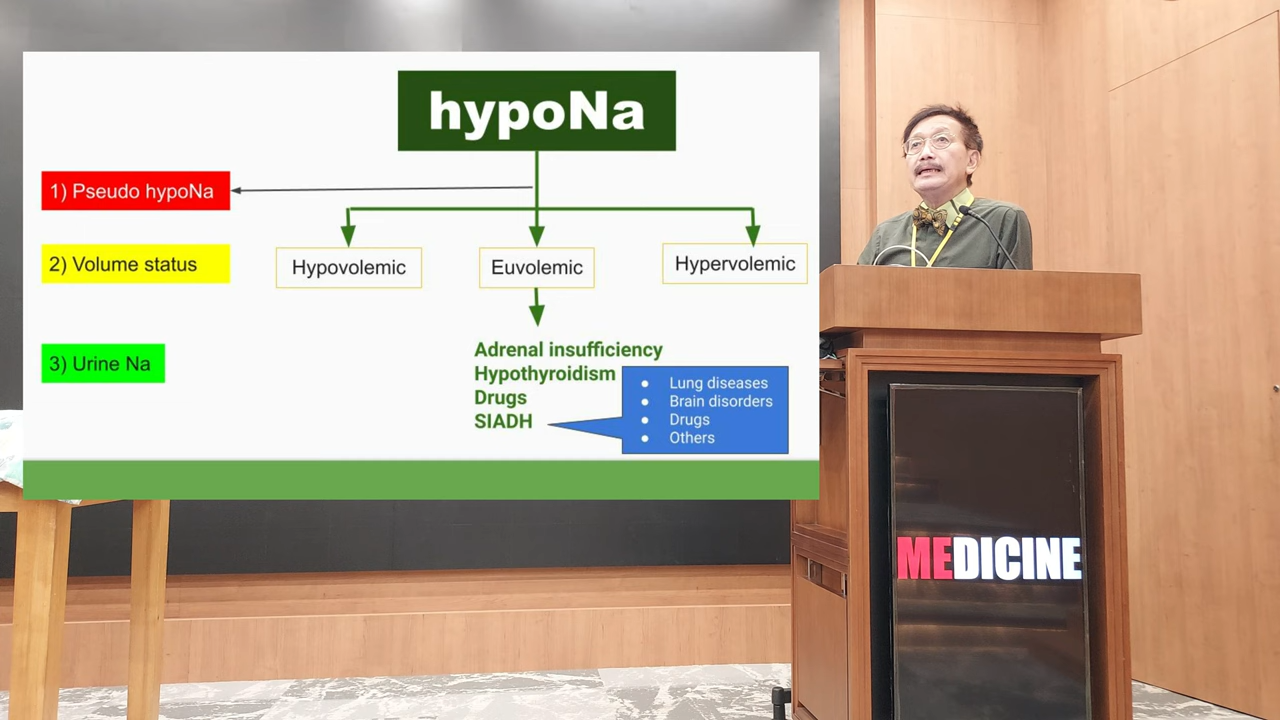 hypoNa
1) Pseudo hypoNa
2) Volume status
Hypovolemic
Euvolemic
Hypervolemic
3) Urine Na
Adrenal insufficiency
Hypothyroidism
Drugs
SIADH
● Lung diseases
● Brain disorders
● Drugs
● Others
MEDICINE